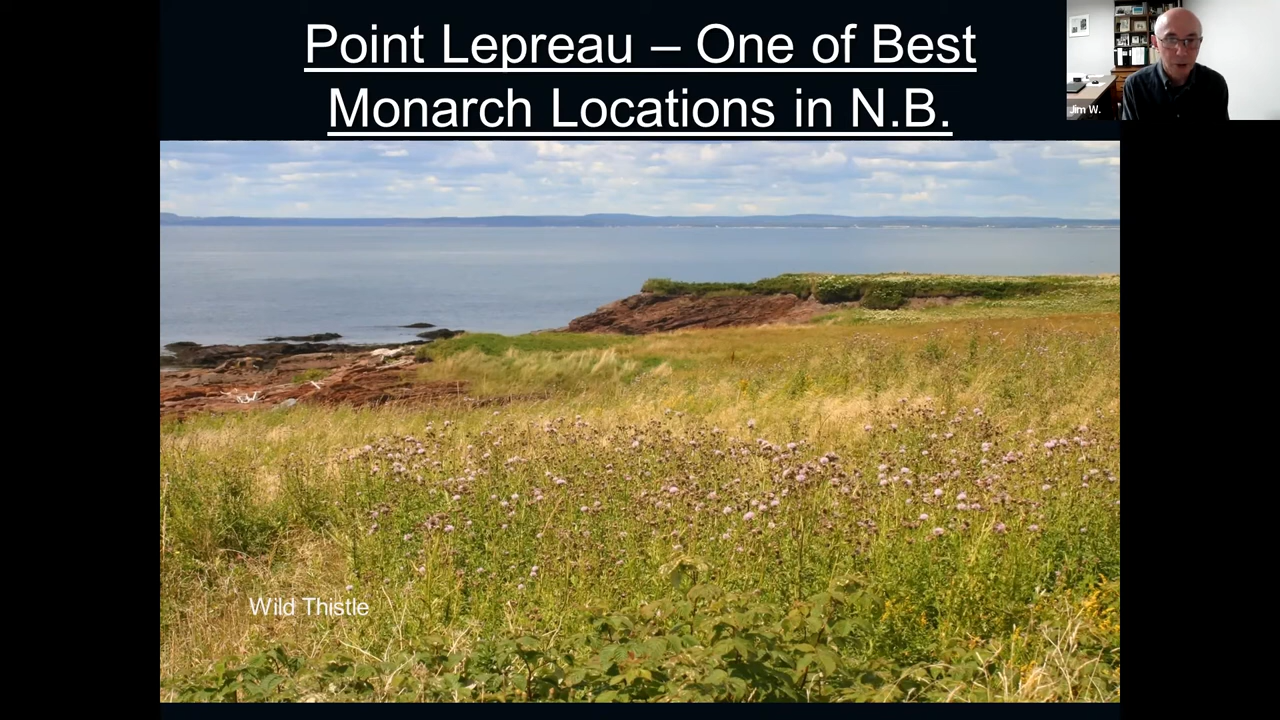 Point Lepreau – One of Best
Monarch Locations in N.B.
Jim W.
Wild Thistle